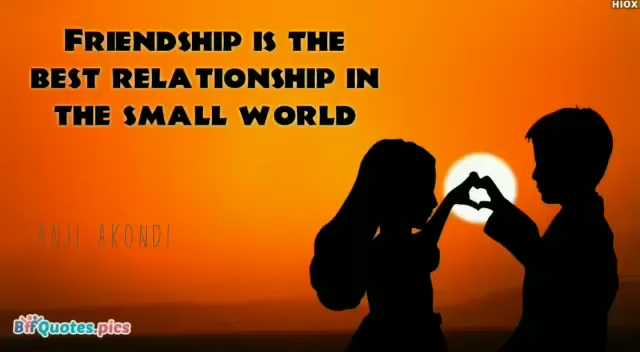 HIOX
FRIENDSHIP IS THE
BEST RELATIONSHIP IN
THE SMALL WORLD
ANJI AKONDI
BFFQuotes.pics